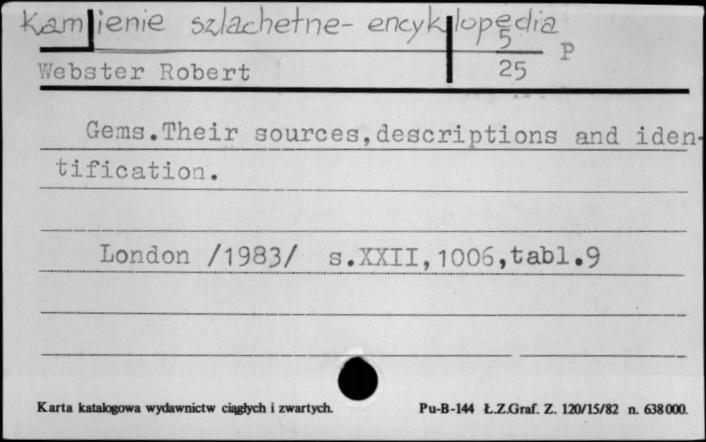 Kamienie szlachetne - encyklopedia
5
Webster Robert 25 P
Gems.Their sources,descriptions and iden-
tification.
London /1983/ s.XXII,1006,tabl.9
Karta katalogowa wydawnictw ciągłych i zwartych. Pu-B-144 Ł.Z.Graf. Z. 120/15/82 n. 638000.